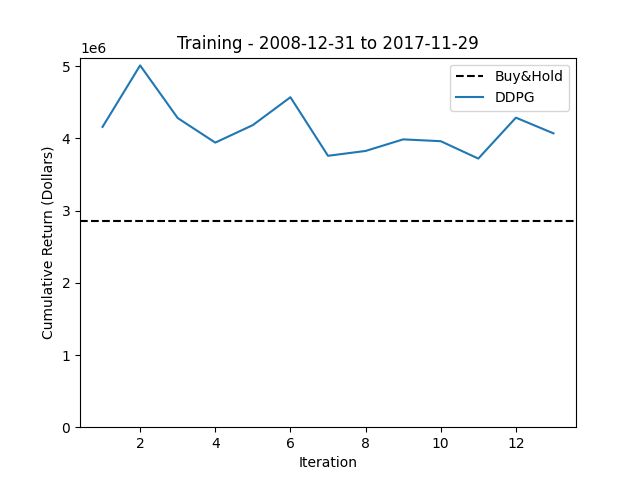 Training - 2008-12-31 to 2017-11-29
1e6
Buy&Hold
DDPG
5
4
3
2
1
0
Cumulative Return (Dollars)
2
4
6
8
10
12
Iteration